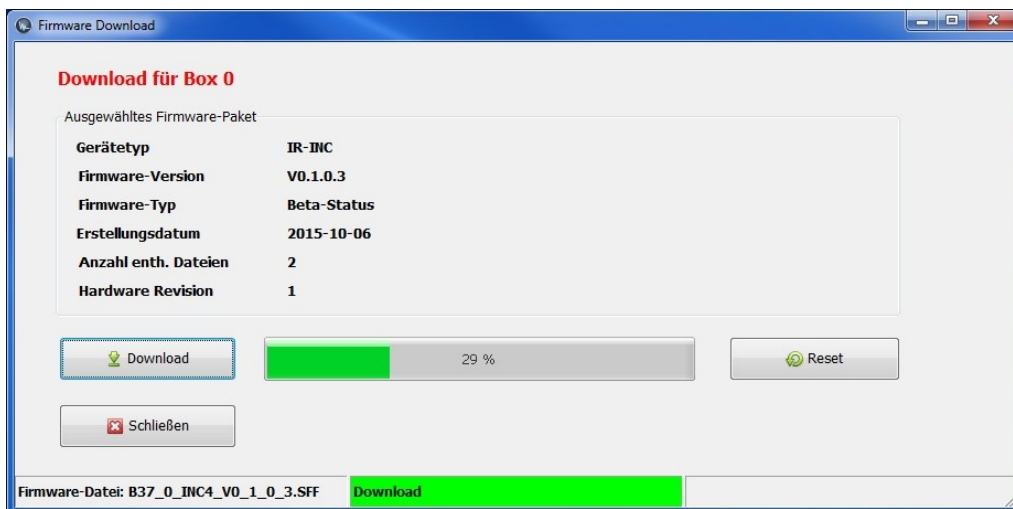 Firmware Download
Download für Box 0
Ausgewähltes Firmware-Paket
Gerätetyp IR-INC
Firmware-Version V0.1.0.3
Firmware-Typ Beta-Status
Erstellungsdatum 2015-10-06
Anzahl enth. Dateien 2
Hardware Revision 1
Download 29 % Reset
Schließen
Firmware-Datei: B37_0_INC4_V0_1_0_3.SFF Download